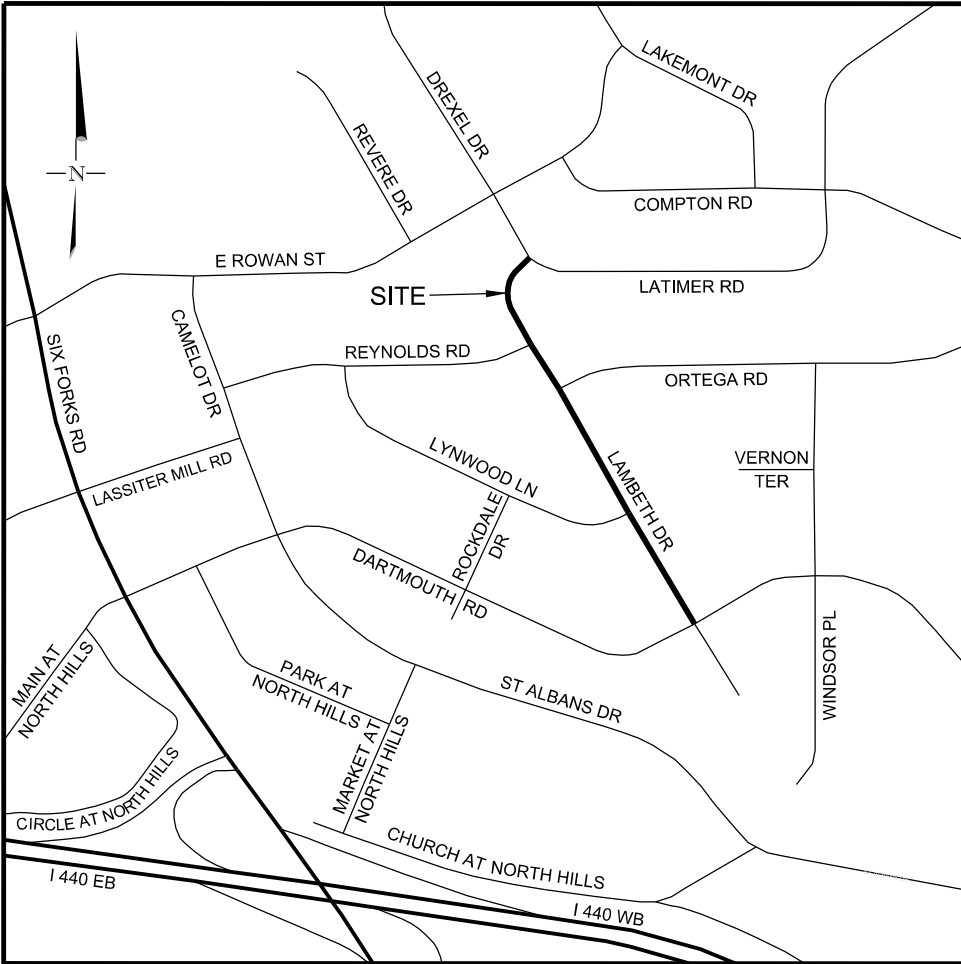 LAKEMONT DR
DREXEL DR
REVERE DR
N
COMPTON RD
E ROWAN ST
LATIMER RD
SITE
CAMELOT DR
SIX FORKS RD
REYNOLDS RD
ORTEGA RD
LYNWOOD LN
LASSITER MILL RD
VERNON
TER
LAMBETH DR
ROCKDALE
DR
DARTMOUTH RD
MAIN AT
NORTH HILLS
PARK AT
NORTH HILLS
ST ALBANS DR
WINDSOR PL
MARKET AT
NORTH HILLS
CIRCLE AT NORTH HILLS
CHURCH AT NORTH HILLS
I 440 EB
I 440 WB